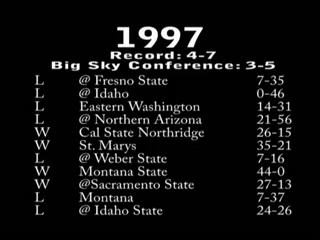 1997
Record: 4-7
Big Sky Conference: 3-5
L @ Fresno State 7-35
L @ Idaho 0-46
L Eastern Washington 14-31
L @ Northern Arizona 21-56
W Cal State Northridge 26-15
W St. Marys 35-21
L @ Weber State 7-16
W Montana State 44-0
W @Sacramento State 27-13
L Montana 7-37
L @ Idaho State 24-26